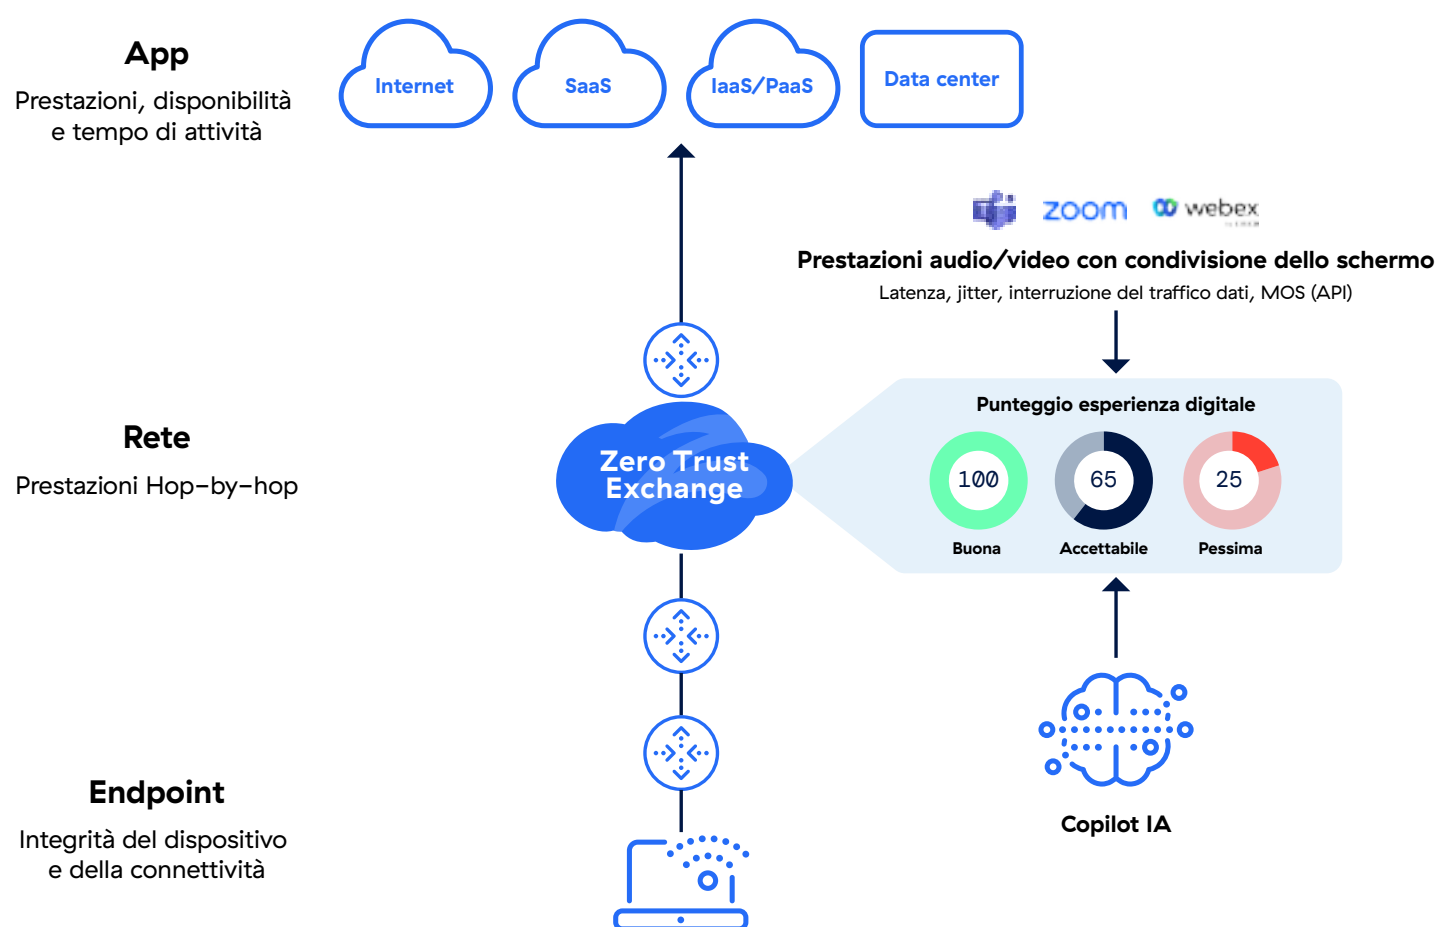 App
Prestazioni, disponibilità
e tempo di attività
Internet
SaaS
IaaS/PaaS
Data center
zoom
webex
Prestazioni audio/video con condivisione dello schermo
Latenza, jitter, interruzione del traffico dati, MOS (API)
Rete
Prestazioni Hop-by-hop
Zero Trust
Exchange
Punteggio esperienza digitale
100
65
25
Buona
Accettabile
Pessima
Endpoint
Integrità del dispositivo
e della connettività
Copilot IA